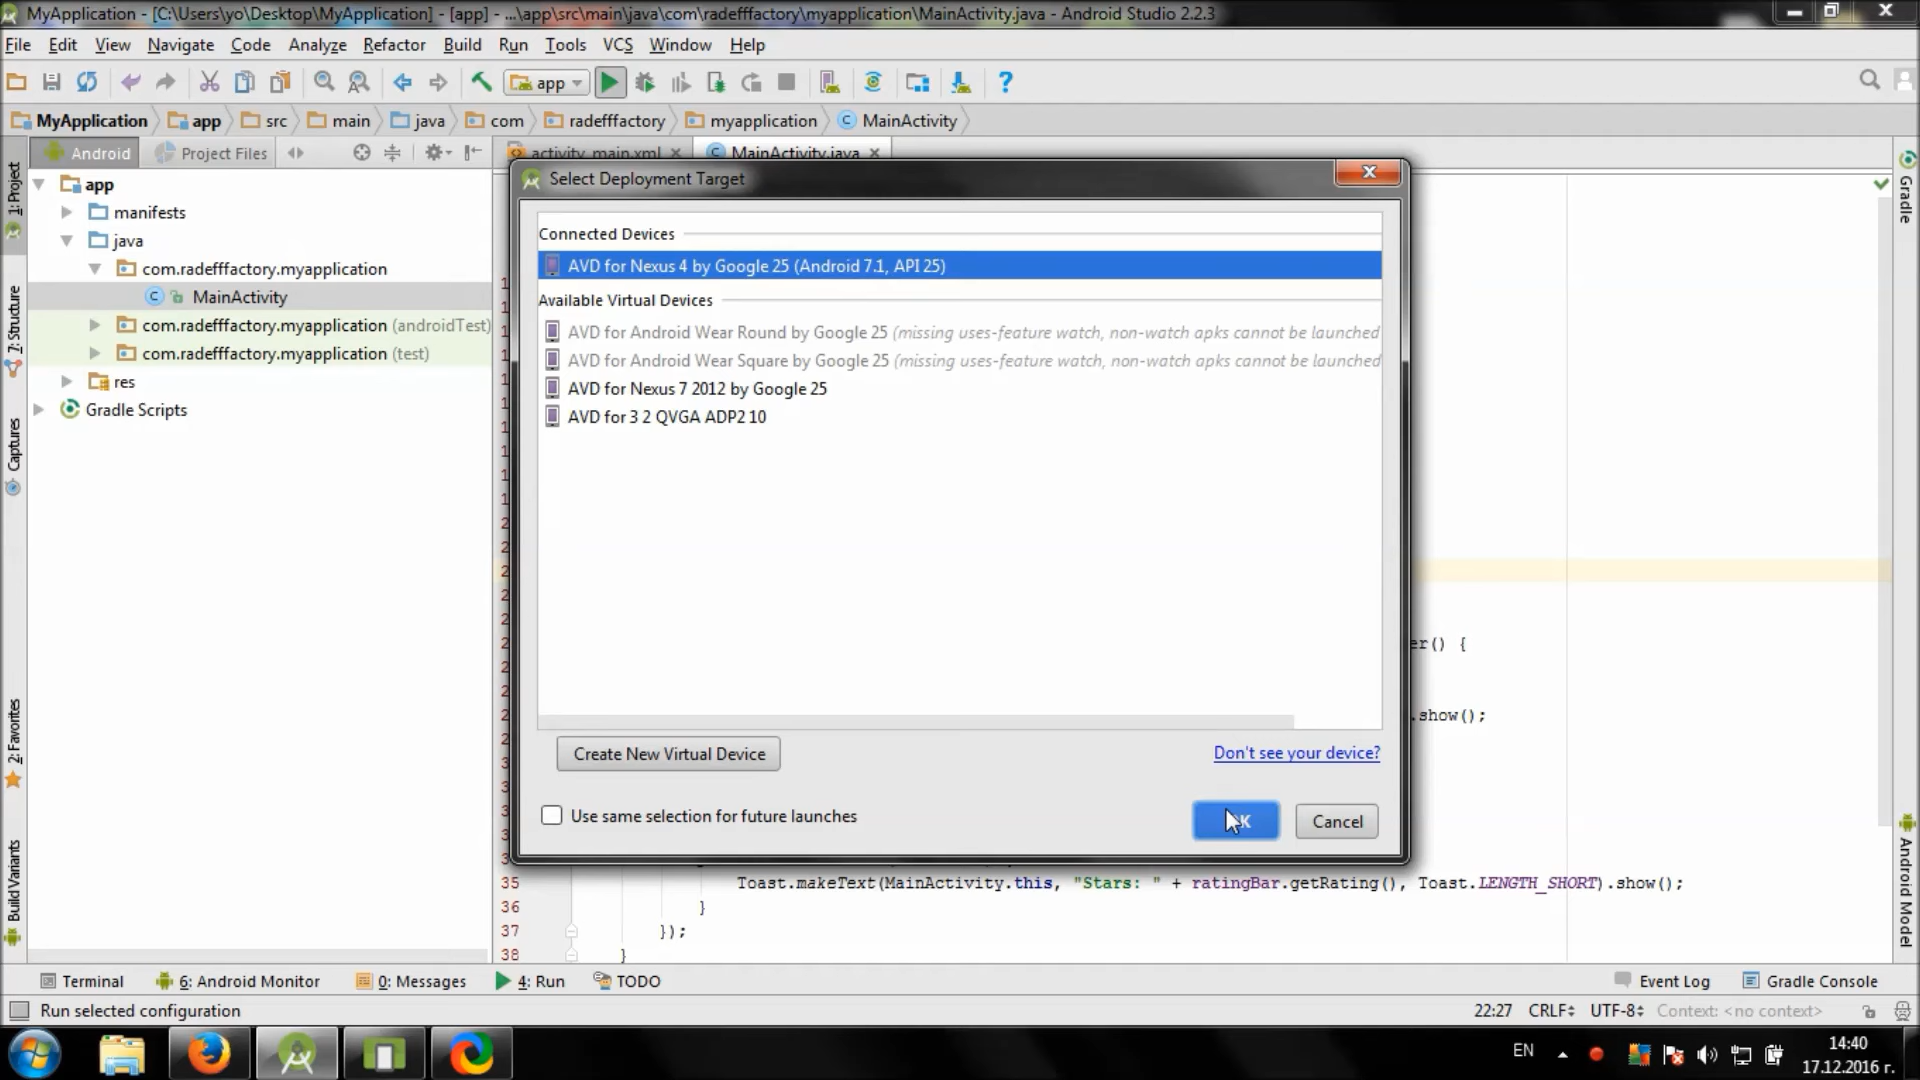 MyApplication - [C:\Users\yo\Desktop\MyApplication] - [app] - ...\app\src\main\java\com\radefffactory\myapplication\MainActivity.java - Android Studio 2.2.3
File Edit View Navigate Code Analyze Refactor Build Run Tools VCS Window Help
app
MyApplication app src main java com radefffactory myapplication MainActivity
Android Project Files
activity_main.xml MainActivity.java
1: Project
7: Structure
Captures
2: Favorites
Build Variants
app
manifests
java
com.radefffactory.myapplication
MainActivity
com.radefffactory.myapplication (androidTest)
com.radefffactory.myapplication (test)
res
Gradle Scripts
Select Deployment Target
Connected Devices
AVD for Nexus 4 by Google 25 (Android 7.1, API 25)
Available Virtual Devices
AVD for Android Wear Round by Google 25 (missing uses-feature watch, non-watch apks cannot be launched
AVD for Android Wear Square by Google 25 (missing uses-feature watch, non-watch apks cannot be launched
AVD for Nexus 7 2012 by Google 25
AVD for 3 2 QVGA ADP2 10
Create New Virtual Device
Don't see your device?
Use same selection for future launches
Cancel
er() {
.show();
35 Toast.makeText(MainActivity.this, "Stars: " + ratingBar.getRating(), Toast.LENGTH_SHORT).show();
36 }
37 });
38 }
Gradle
Android Model
Terminal 6: Android Monitor 0: Messages 4: Run TODO
Event Log Gradle Console
Run selected configuration
22:27 CRLF UTF-8 Context: <no context>
EN
14:40
17.12.2016 г.